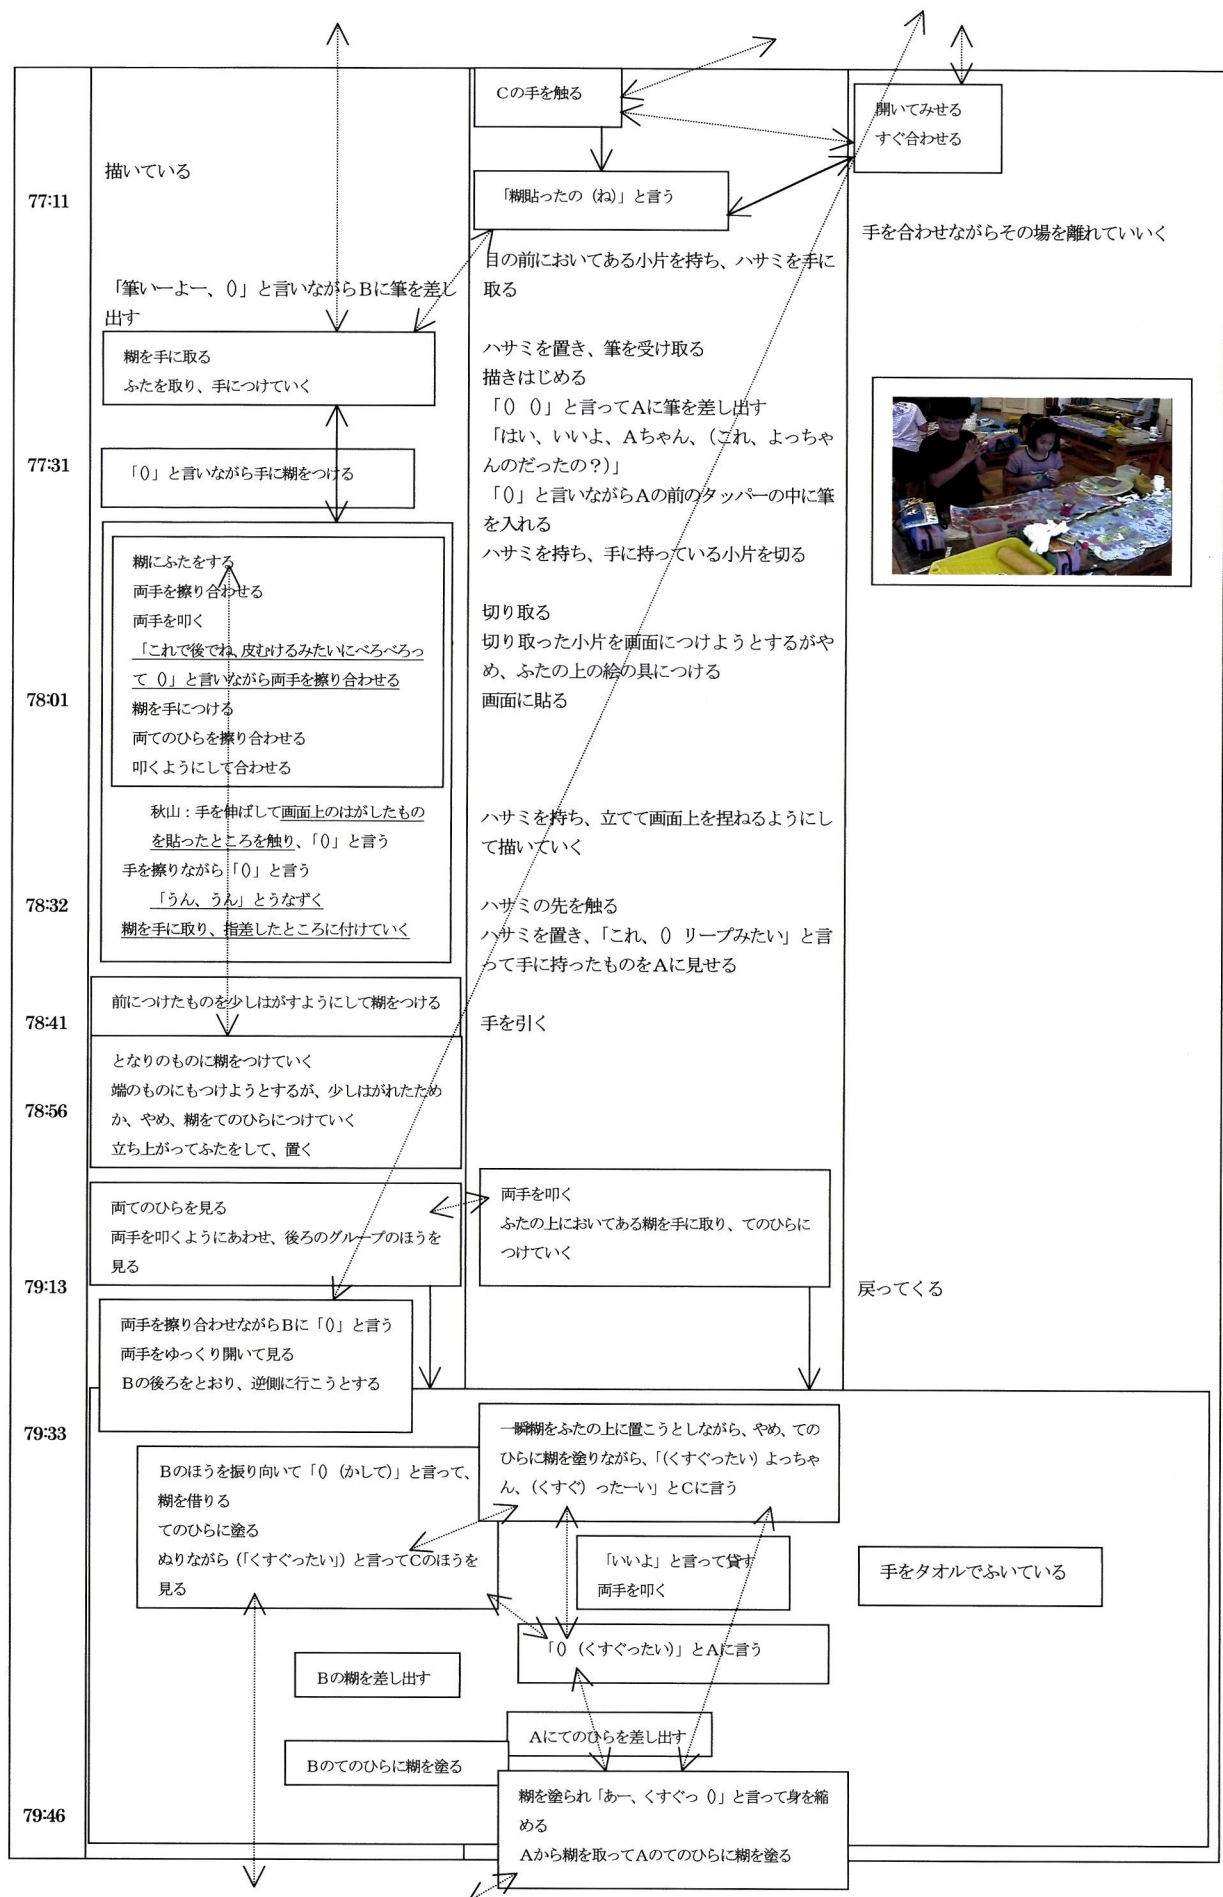 Cの手を触る
開いてみせる
すぐ合わせる
描いている
77:11
「糊貼ったの（ね）」と言う
手を合わせながらその場を離れていいく
目の前においてある小片を持ち、ハサミを手に
取る
「筆いーよー、()」と言いながらBに筆を差し
出す
糊を手に取る
ふたを取り、手につけていく
ハサミを置き、筆を受け取る
描きはじめる
「() ()」と言ってAに筆を差し出す
「はい、いいよ、Aちゃん、（これ、よっちゃ
んのだったの？）」
77:31
「()」と言いながら手に糊をつける
「()」と言いながらAの前のタッパーの中に筆
を入れる
ハサミを持ち、手に持っている小片を切る
糊にふたをする
両手を擦り合わせる
両手を叩く
「これで後でね、皮むけるみたいにべろべろっ
て ()」と言いながら両手を擦り合わせる
糊を手につける
両てのひらを擦り合わせる
叩くようにして合わせる
切り取る
切り取った小片を画面につけようとするがや
め、ふたの上の絵の具につける
78:01
画面に貼る
秋山：手を伸ばして画面上のはがしたもの
を貼ったところを触り、「()」と言う
手を擦りながら「()」と言う
「うん、うん」とうなずく
糊を手に取り、指差したところに付けていく
ハサミを持ち、立てて画面上を捏ねるようにし
て描いていく
78:32
ハサミの先を触る
ハサミを置き、「これ、() リープみたい」と言
って手に持ったものをAに見せる
前につけたものを少しはがすようにして糊をつける
78:41
手を引く
となりのものに糊をつけていく
端のものにもつけようとするが、少しはがれたため
か、やめ、糊をてのひらにつけていく
立ち上がってふたをして、置く
78:56
両てのひらを見る
両手を叩くようにあわせ、後ろのグループのほうを
見る
両手を叩く
ふたの上においてある糊を手に取り、てのひらに
つけていく
79:13
戻ってくる
両手を擦り合わせながらBに「()」と言う
両手をゆっくり開いて見る
Bの後ろをとおり、逆側に行こうとする
79:33
一瞬糊をふたの上に置こうとしながら、やめ、ての
ひらに糊を塗りながら、「（くすぐったい）よっちゃ
ん、（くすぐ）ったーい」とCに言う
Bのほうを振り向いて「()（かして）」と言って、
糊を借りる
てのひらに塗る
ぬりながら（「くすぐったい」）と言ってCのほうを
見る
「いいよ」と言って貸す
両手を叩く
手をタオルでふいている
「()（くすぐったい）」とAに言う
Bの糊を差し出す
Aにてのひらを差し出す
Bのてのひらに糊を塗る
79:46
糊を塗られ「あー、くすぐっ ()」と言って身を縮
める
Aから糊を取ってAのてのひらに糊を塗る